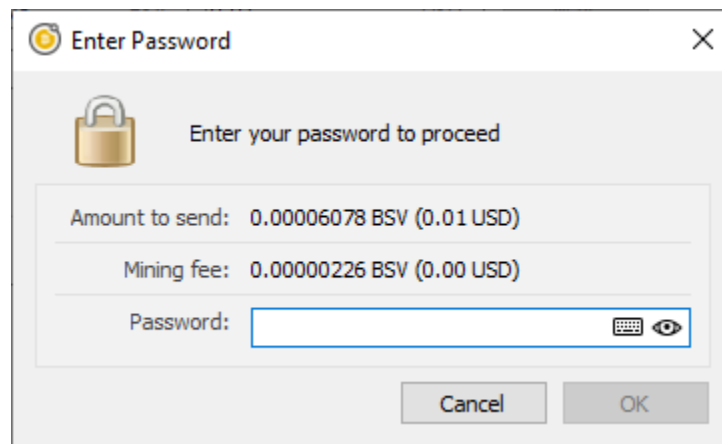 Enter Password
Enter your password to proceed
Amount to send: 0.00006078 BSV (0.01 USD)
Mining fee: 0.00000226 BSV (0.00 USD)
Password:
Cancel OK